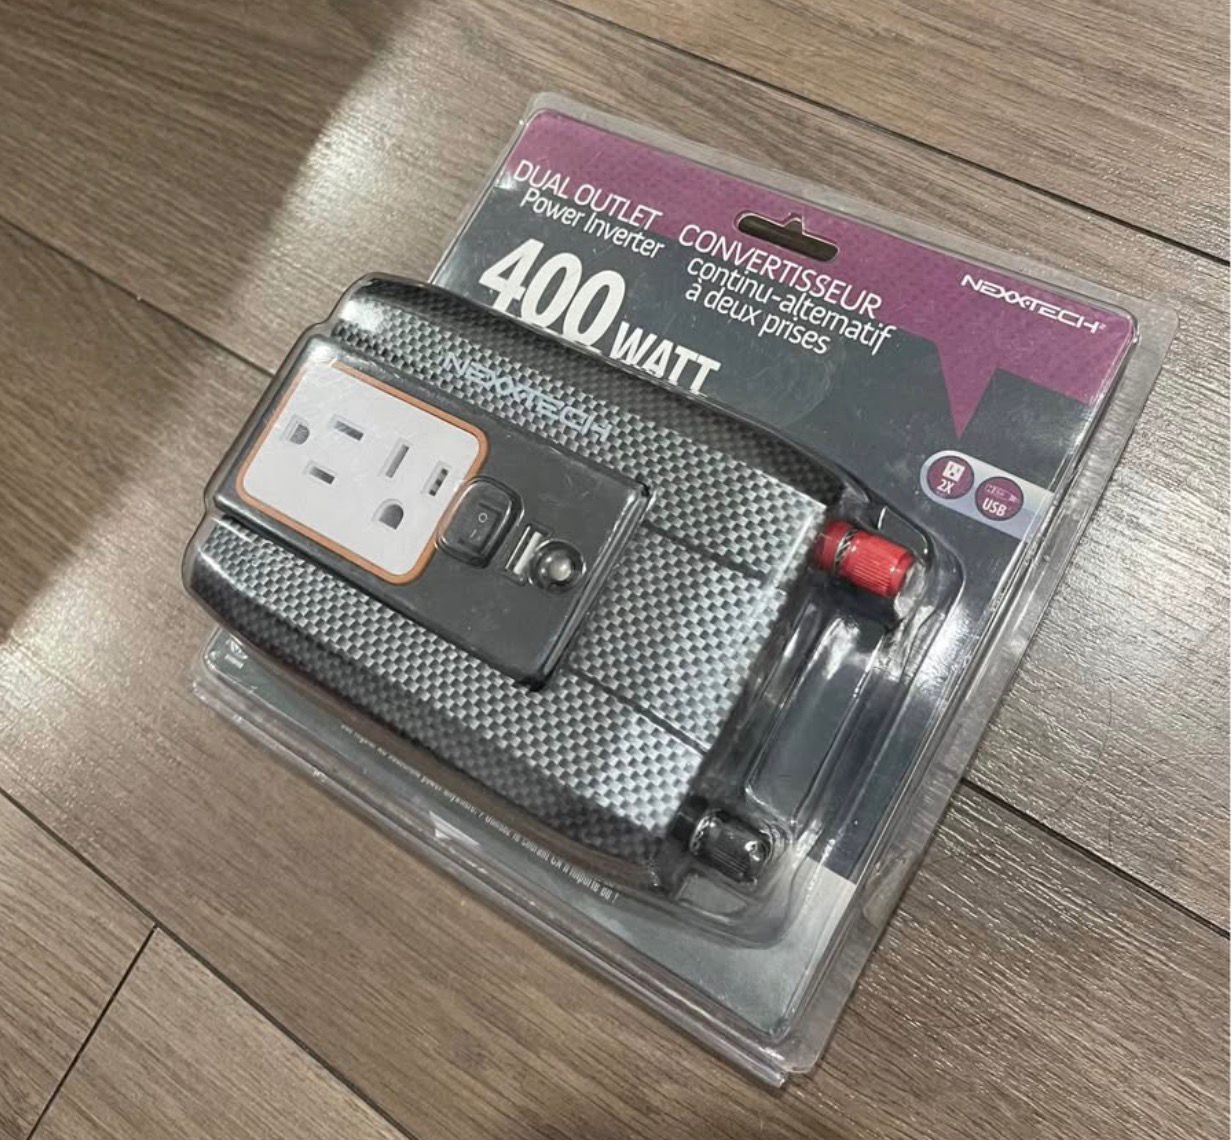 DUAL OUTLET
Power Inverter
400 WATT
CONVERTISSEUR
continu-alternatif
à deux prises
NEXXTECH
NEXXTECH
2X
USB